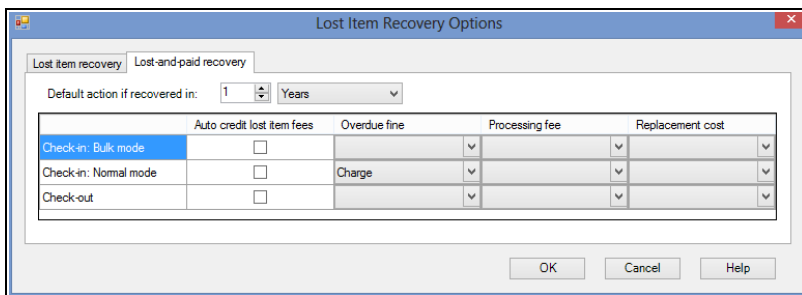 Lost Item Recovery Options
Lost item recovery Lost-and-paid recovery
Default action if recovered in: 1 Years
Auto credit lost item fees Overdue fine Processing fee Replacement cost
Check-in: Bulk mode
Check-in: Normal mode Charge
Check-out
OK Cancel Help